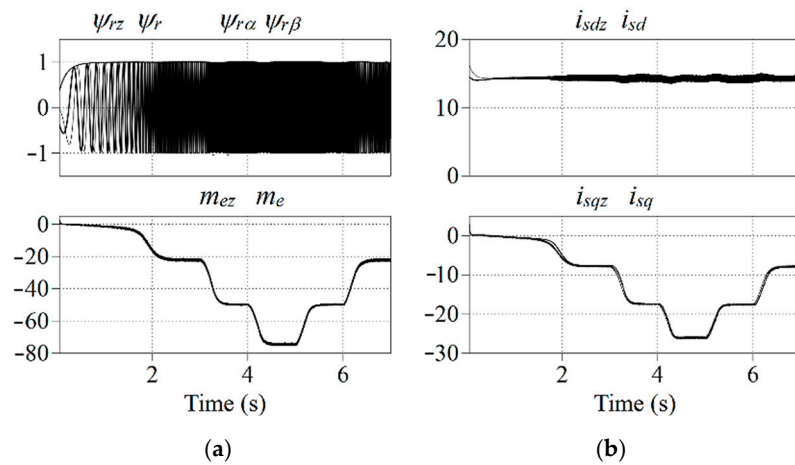 ψrz ψr ψrα ψrβ
1
0
-1
isdz isd
20
10
0
mez me
0
-20
-40
-60
-80
2 4 6
Time (s)
isqz isq
0
-10
-20
-30
2 4 6
Time (s)
(a) (b)